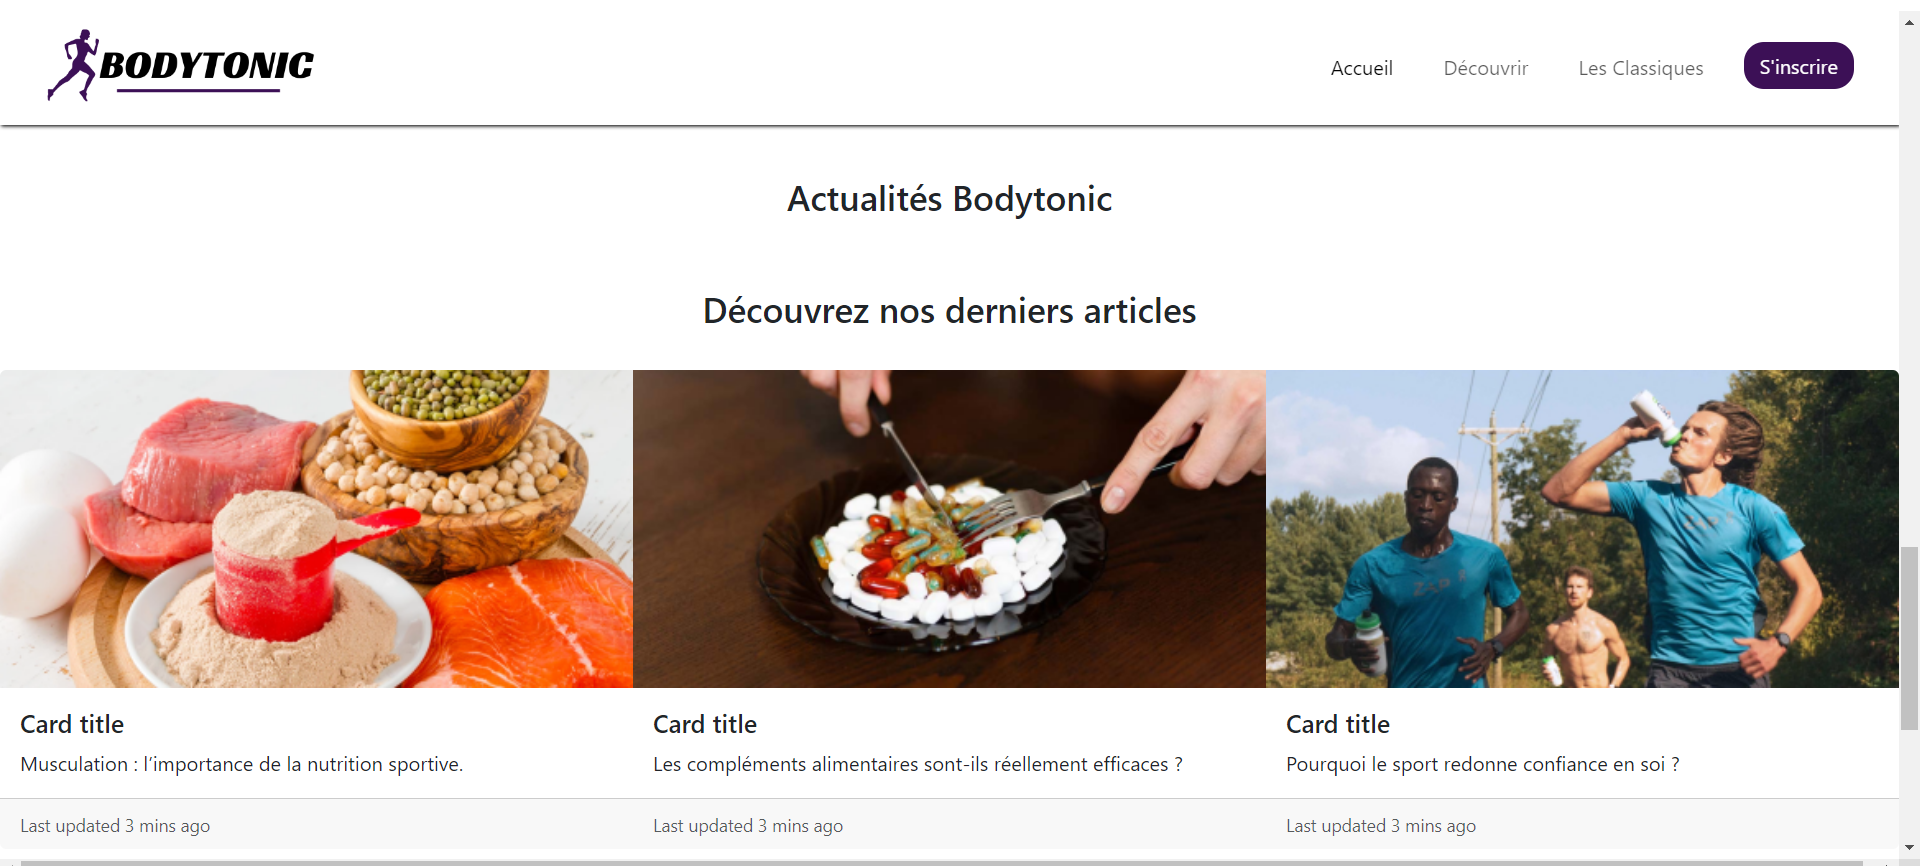 BODYTONIC
Accueil
Découvrir
Les Classiques
S'inscrire
Actualités Bodytonic
Découvrez nos derniers articles
Card title
Musculation : l’importance de la nutrition sportive.
Last updated 3 mins ago
Card title
Les compléments alimentaires sont-ils réellement efficaces ?
Last updated 3 mins ago
Card title
Pourquoi le sport redonne confiance en soi ?
Last updated 3 mins ago